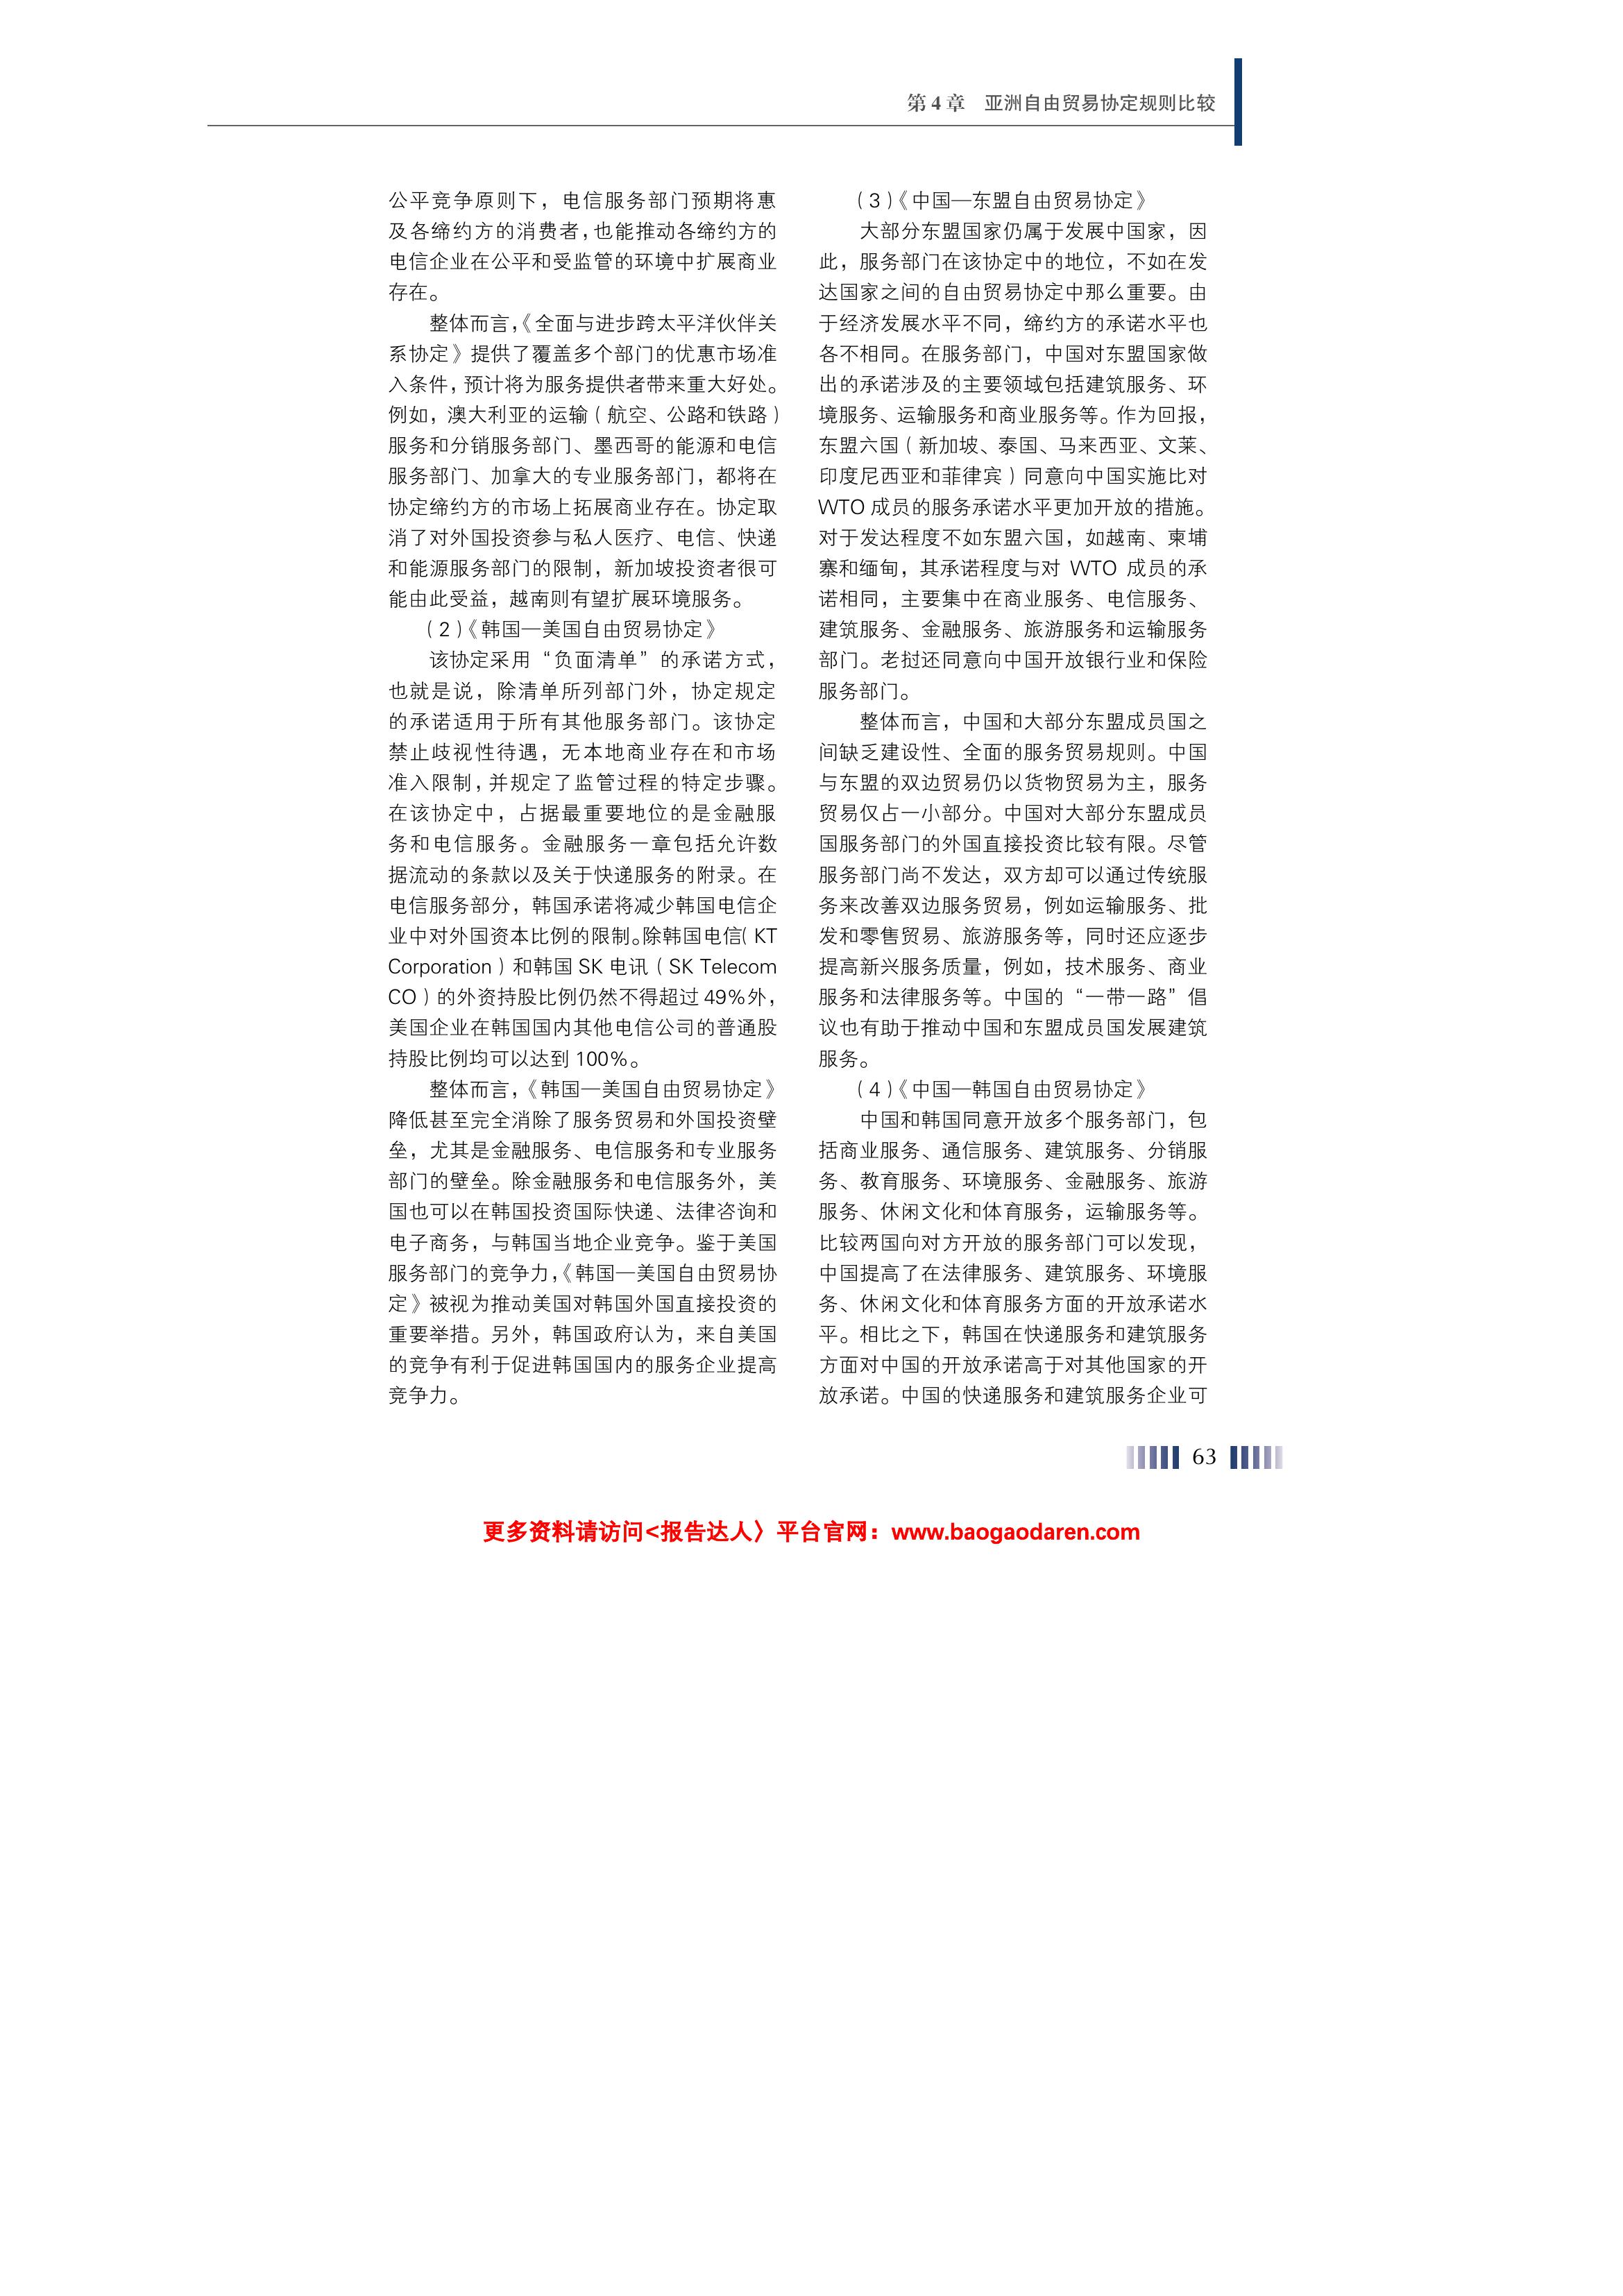 第 4 章　亚洲自由贸易协定规则比较
公平竞争原则下，电信服务部门预期将惠
及各缔约方的消费者，也能推动各缔约方的
电信企业在公平和受监管的环境中扩展商业
存在。
整体而言，《全面与进步跨太平洋伙伴关
系协定》提供了覆盖多个部门的优惠市场准
入条件，预计将为服务提供者带来重大好处。
例如，澳大利亚的运输（航空、公路和铁路）
服务和分销服务部门、墨西哥的能源和电信
服务部门、加拿大的专业服务部门，都将在
协定缔约方的市场上拓展商业存在。协定取
消了对外国投资参与私人医疗、电信、快递
和能源服务部门的限制，新加坡投资者很可
能由此受益，越南则有望扩展环境服务。
（2）《韩国—美国自由贸易协定》
该协定采用“负面清单”的承诺方式，
也就是说，除清单所列部门外，协定规定
的承诺适用于所有其他服务部门。该协定
禁止歧视性待遇，无本地商业存在和市场
准入限制，并规定了监管过程的特定步骤。
在该协定中，占据最重要地位的是金融服
务和电信服务。金融服务一章包括允许数
据流动的条款以及关于快递服务的附录。在
电信服务部分，韩国承诺将减少韩国电信企
业中对外国资本比例的限制。除韩国电信（KT
Corporation）和韩国 SK 电讯（SK Telecom
CO）的外资持股比例仍然不得超过 49%外，
美国企业在韩国国内其他电信公司的普通股
持股比例均可以达到 100%。
整体而言，《韩国—美国自由贸易协定》
降低甚至完全消除了服务贸易和外国投资壁
垒，尤其是金融服务、电信服务和专业服务
部门的壁垒。除金融服务和电信服务外，美
国也可以在韩国投资国际快递、法律咨询和
电子商务，与韩国当地企业竞争。鉴于美国
服务部门的竞争力，《韩国—美国自由贸易协
定》被视为推动美国对韩国外国直接投资的
重要举措。另外，韩国政府认为，来自美国
的竞争有利于促进韩国国内的服务企业提高
竞争力。
（3）《中国—东盟自由贸易协定》
大部分东盟国家仍属于发展中国家，因
此，服务部门在该协定中的地位，不如在发
达国家之间的自由贸易协定中那么重要。由
于经济发展水平不同，缔约方的承诺水平也
各不相同。在服务部门，中国对东盟国家做
出的承诺涉及的主要领域包括建筑服务、环
境服务、运输服务和商业服务等。作为回报，
东盟六国（新加坡、泰国、马来西亚、文莱、
印度尼西亚和菲律宾）同意向中国实施比对
WTO 成员的服务承诺水平更加开放的措施。
对于发达程度不如东盟六国，如越南、柬埔
寨和缅甸，其承诺程度与对 WTO 成员的承
诺相同，主要集中在商业服务、电信服务、
建筑服务、金融服务、旅游服务和运输服务
部门。老挝还同意向中国开放银行业和保险
服务部门。
整体而言，中国和大部分东盟成员国之
间缺乏建设性、全面的服务贸易规则。中国
与东盟的双边贸易仍以货物贸易为主，服务
贸易仅占一小部分。中国对大部分东盟成员
国服务部门的外国直接投资比较有限。尽管
服务部门尚不发达，双方却可以通过传统服
务来改善双边服务贸易，例如运输服务、批
发和零售贸易、旅游服务等，同时还应逐步
提高新兴服务质量，例如，技术服务、商业
服务和法律服务等。中国的“一带一路”倡
议也有助于推动中国和东盟成员国发展建筑
服务。
（4）《中国—韩国自由贸易协定》
中国和韩国同意开放多个服务部门，包
括商业服务、通信服务、建筑服务、分销服
务、教育服务、环境服务、金融服务、旅游
服务、休闲文化和体育服务，运输服务等。
比较两国向对方开放的服务部门可以发现，
中国提高了在法律服务、建筑服务、环境服
务、休闲文化和体育服务方面的开放承诺水
平。相比之下，韩国在快递服务和建筑服务
方面对中国的开放承诺高于对其他国家的开
放承诺。中国的快递服务和建筑服务企业可
63
更多资料请访问<报告达人〉平台官网：www.baogaodaren.com